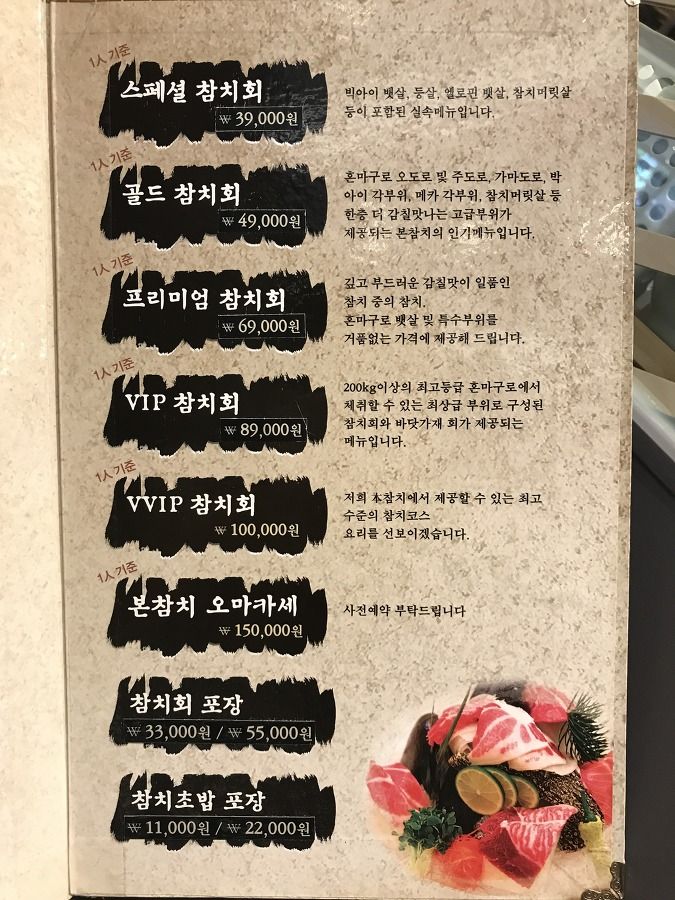 1人 기준
스페셜 참치회
₩ 39,000원
빅아이 뱃살, 등살, 옐로핀 뱃살, 참치머릿살
등이 포함된 실속메뉴입니다.
1人 기준
골드 참치회
₩ 49,000원
혼마구로 오도로 및 주도로, 가마도로, 빅
아이 각부위, 메카 각부위, 참치머릿살 등
한층 더 감칠맛나는 고급부위가
제공되는 본참치의 인기메뉴입니다.
1人 기준
프리미엄 참치회
₩ 69,000원
깊고 부드러운 감칠맛이 일품인
참치 중의 참치.
혼마구로 뱃살 및 특수부위를
거품없는 가격에 제공해 드립니다.
1人 기준
VIP 참치회
₩ 89,000원
200kg이상의 최고등급 혼마구로에서
채취할 수 있는 최상급 부위로 구성된
참치회와 바닷가재 회가 제공되는
메뉴입니다.
1人 기준
VVIP 참치회
₩ 100,000원
저희 本참치에서 제공할 수 있는 최고
수준의 참치코스
요리를 선보이겠습니다.
1人 기준
본참치 오마카세
₩ 150,000원
사전예약 부탁드립니다
참치회 포장
₩ 33,000원 / ₩ 55,000원
참치초밥 포장
₩ 11,000원 / ₩ 22,000원